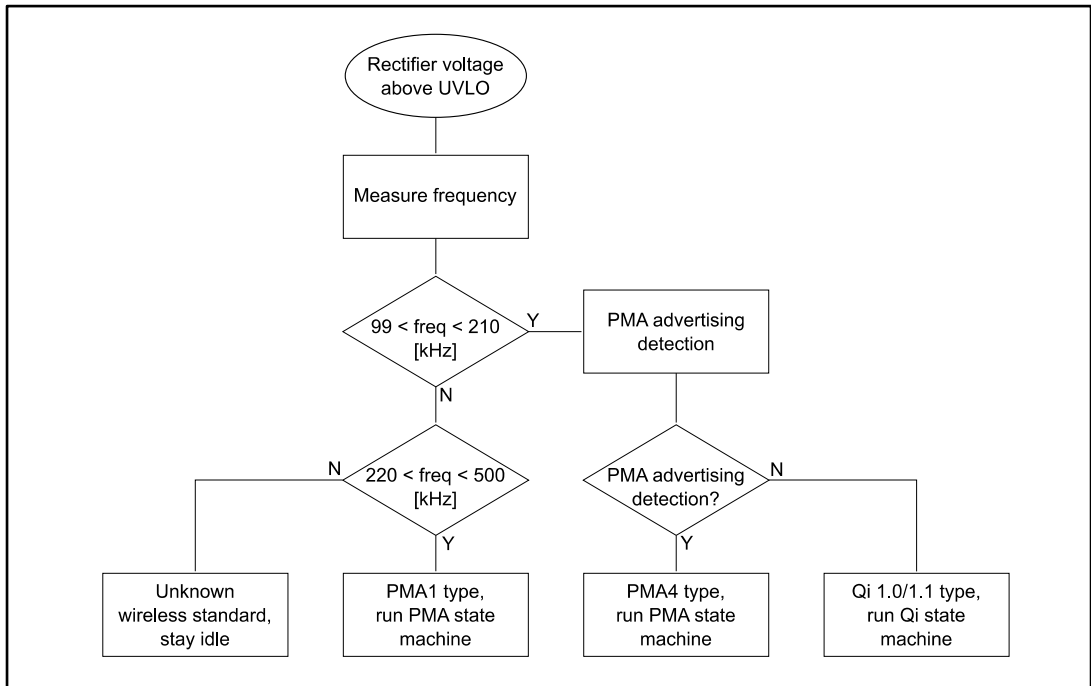 Rectifier voltage
above UVLO
Measure frequency
99 < freq < 210
[kHz]
Y
N
PMA advertising
detection
220 < freq < 500
[kHz]
N
Y
PMA advertising
detection?
N
Y
Unknown
wireless standard,
stay idle
PMA1 type,
run PMA state
machine
PMA4 type,
run PMA state
machine
Qi 1.0/1.1 type,
run Qi state
machine